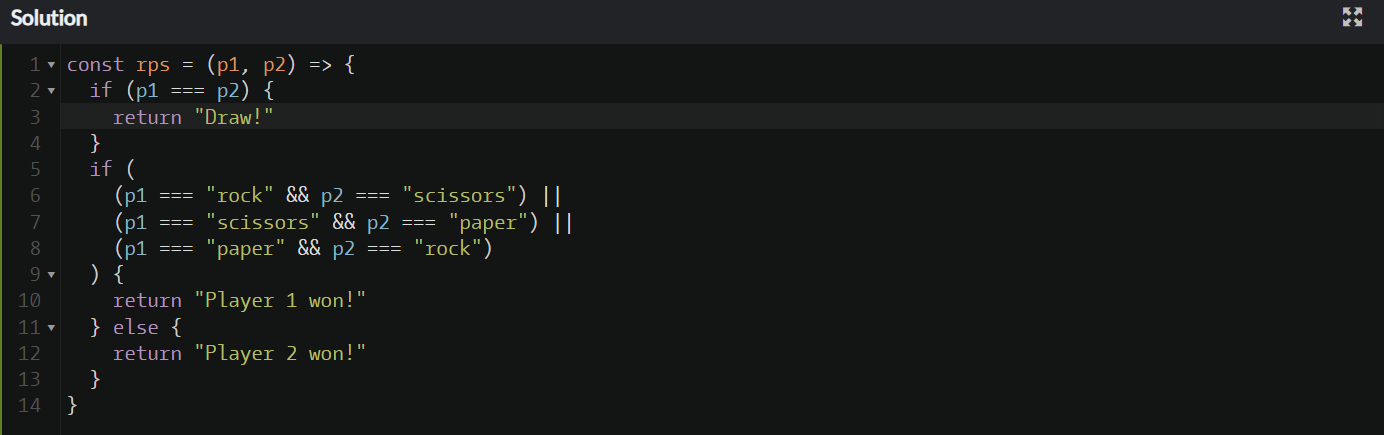 Solution
1 const rps = (p1, p2) => {
2   if (p1 === p2) {
3     return "Draw!"
4   }
5   if (
6     (p1 === "rock" && p2 === "scissors") ||
7     (p1 === "scissors" && p2 === "paper") ||
8     (p1 === "paper" && p2 === "rock")
9   ) {
10     return "Player 1 won!"
11   } else {
12     return "Player 2 won!"
13   }
14 }